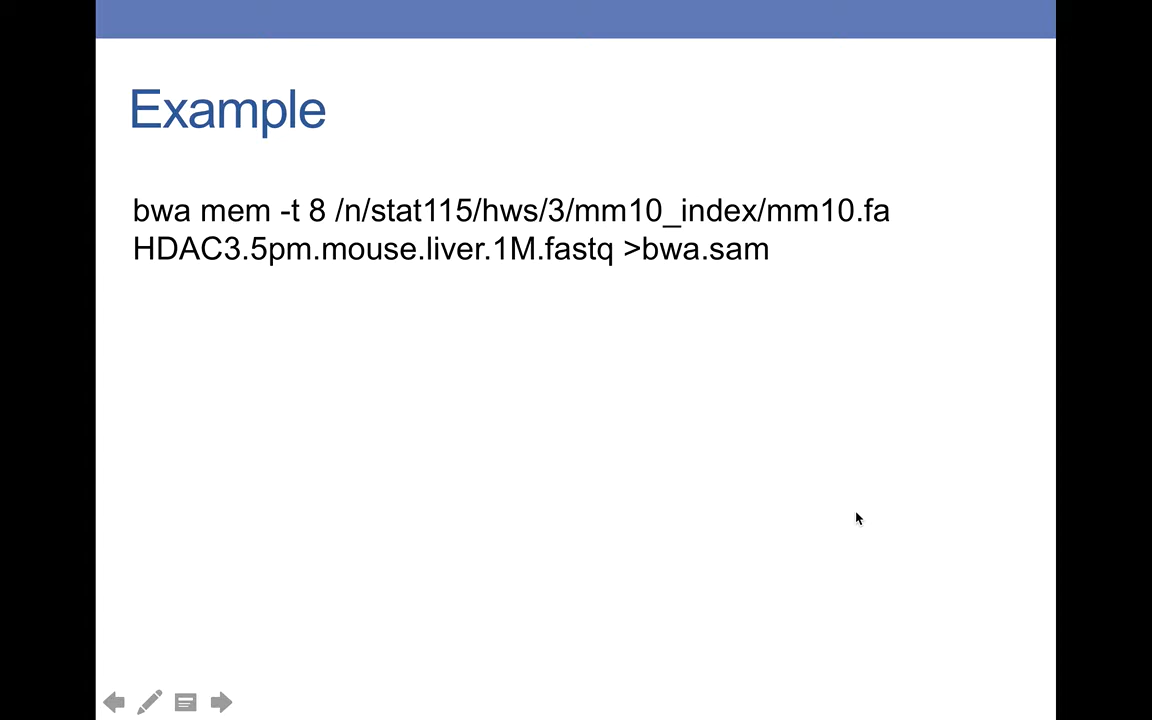 Example
bwa mem -t 8 /n/stat115/hws/3/mm10_index/mm10.fa
HDAC3.5pm.mouse.liver.1M.fastq >bwa.sam